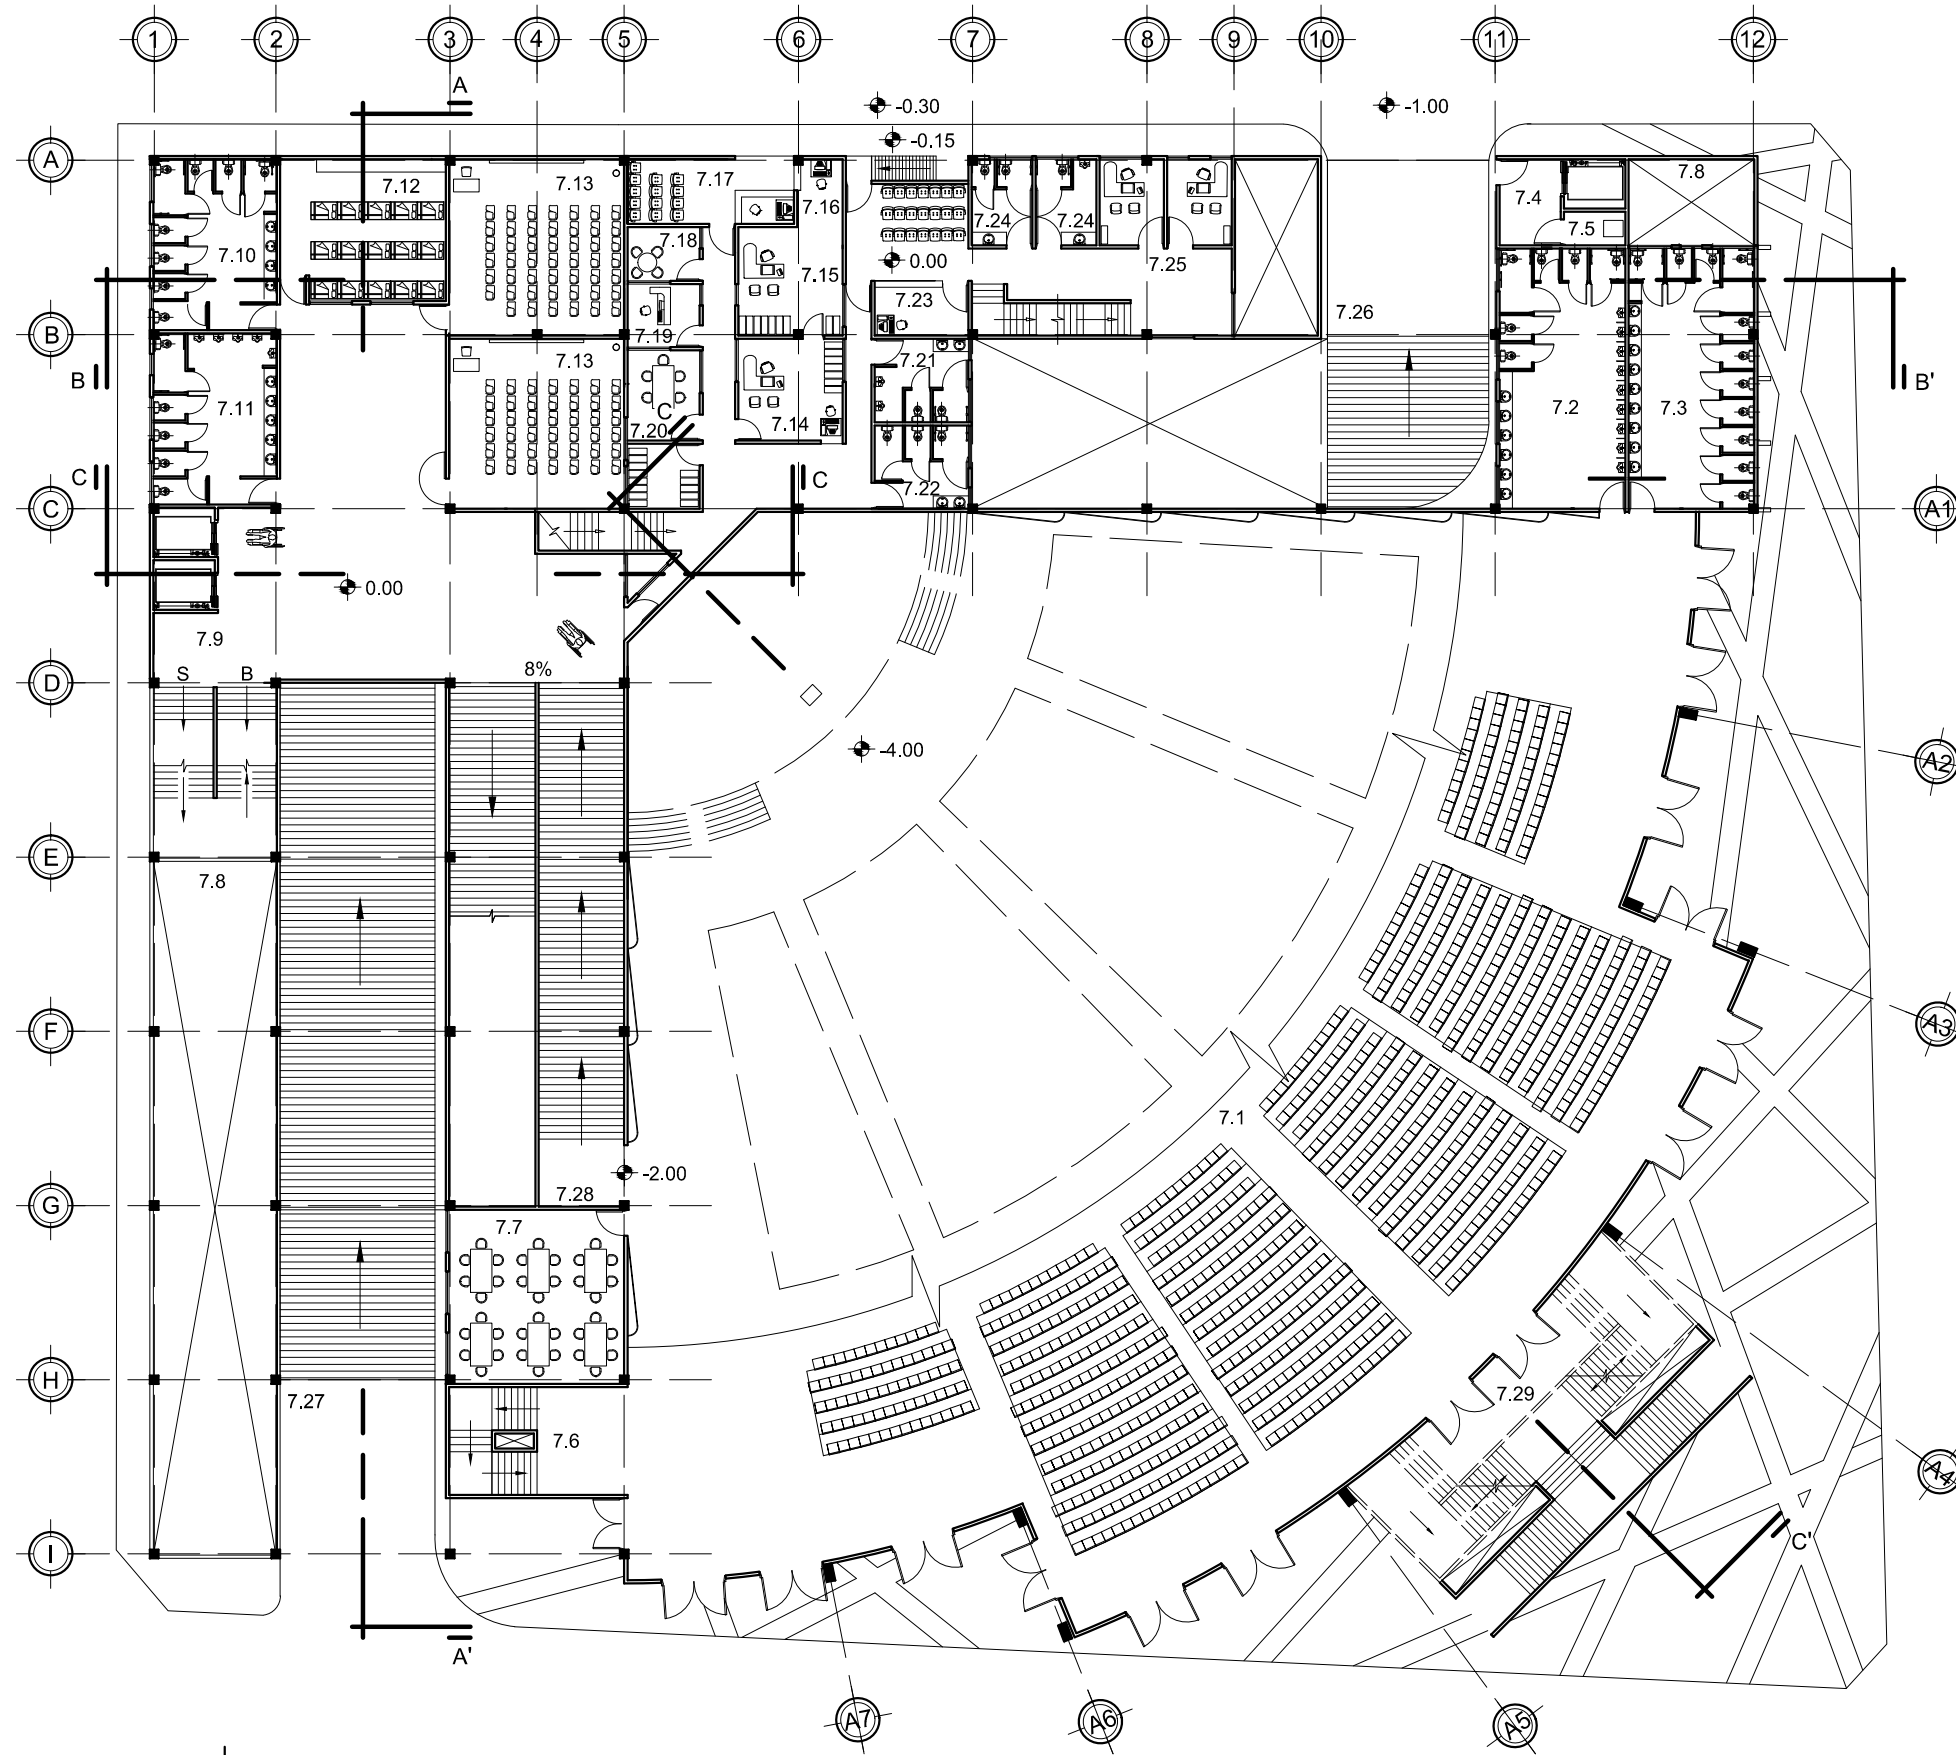 1 2 3 4 5 6 7 8 9 10 11 12
A
-0.30 -1.00
-0.15
A
7.12 7.13 7.17 7.8
7.4
7.16
7.24 7.24
7.5
7.18
7.10 0.00 7.25
7.15
7.23 7.26
B
7.19
7.13 7.21
B B'
7.11 C 7.2 7.3
7.20 7.14
C C
7.22
C A1
0.00
7.9
D S B 8%
-4.00 A2
E
7.8
F A3
7.1
-2.00
G 7.28
7.7
H
7.27 7.29
7.6
A4
I C'
A'
A7 A6 A5